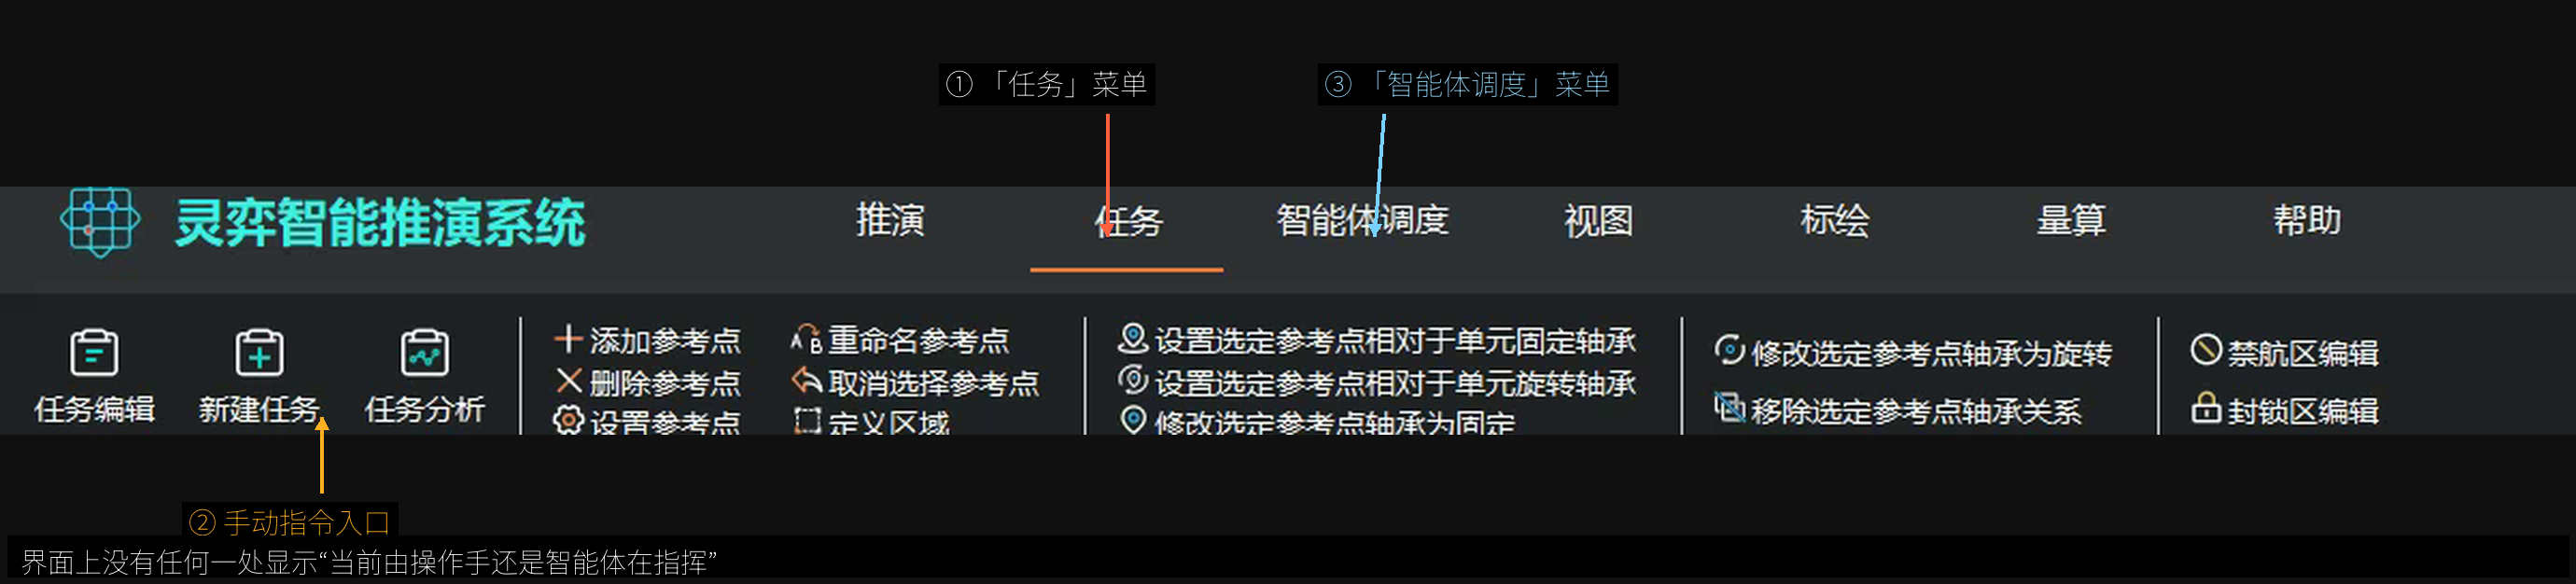 ① 「任务」菜单
③ 「智能体调度」菜单
灵弈智能推演系统
推演
任务
智能体调度
视图
标绘
量算
帮助
任务编辑
新建任务
任务分析
添加参考点
删除参考点
设置参考点
重命名参考点
取消选择参考点
定义区域
设置选定参考点相对于单元固定轴承
设置选定参考点相对于单元旋转轴承
修改选定参考点轴承为固定
修改选定参考点轴承为旋转
移除选定参考点轴承关系
禁航区编辑
封锁区编辑
② 手动指令入口
界面上没有任何一处显示“当前由操作手还是智能体在指挥”